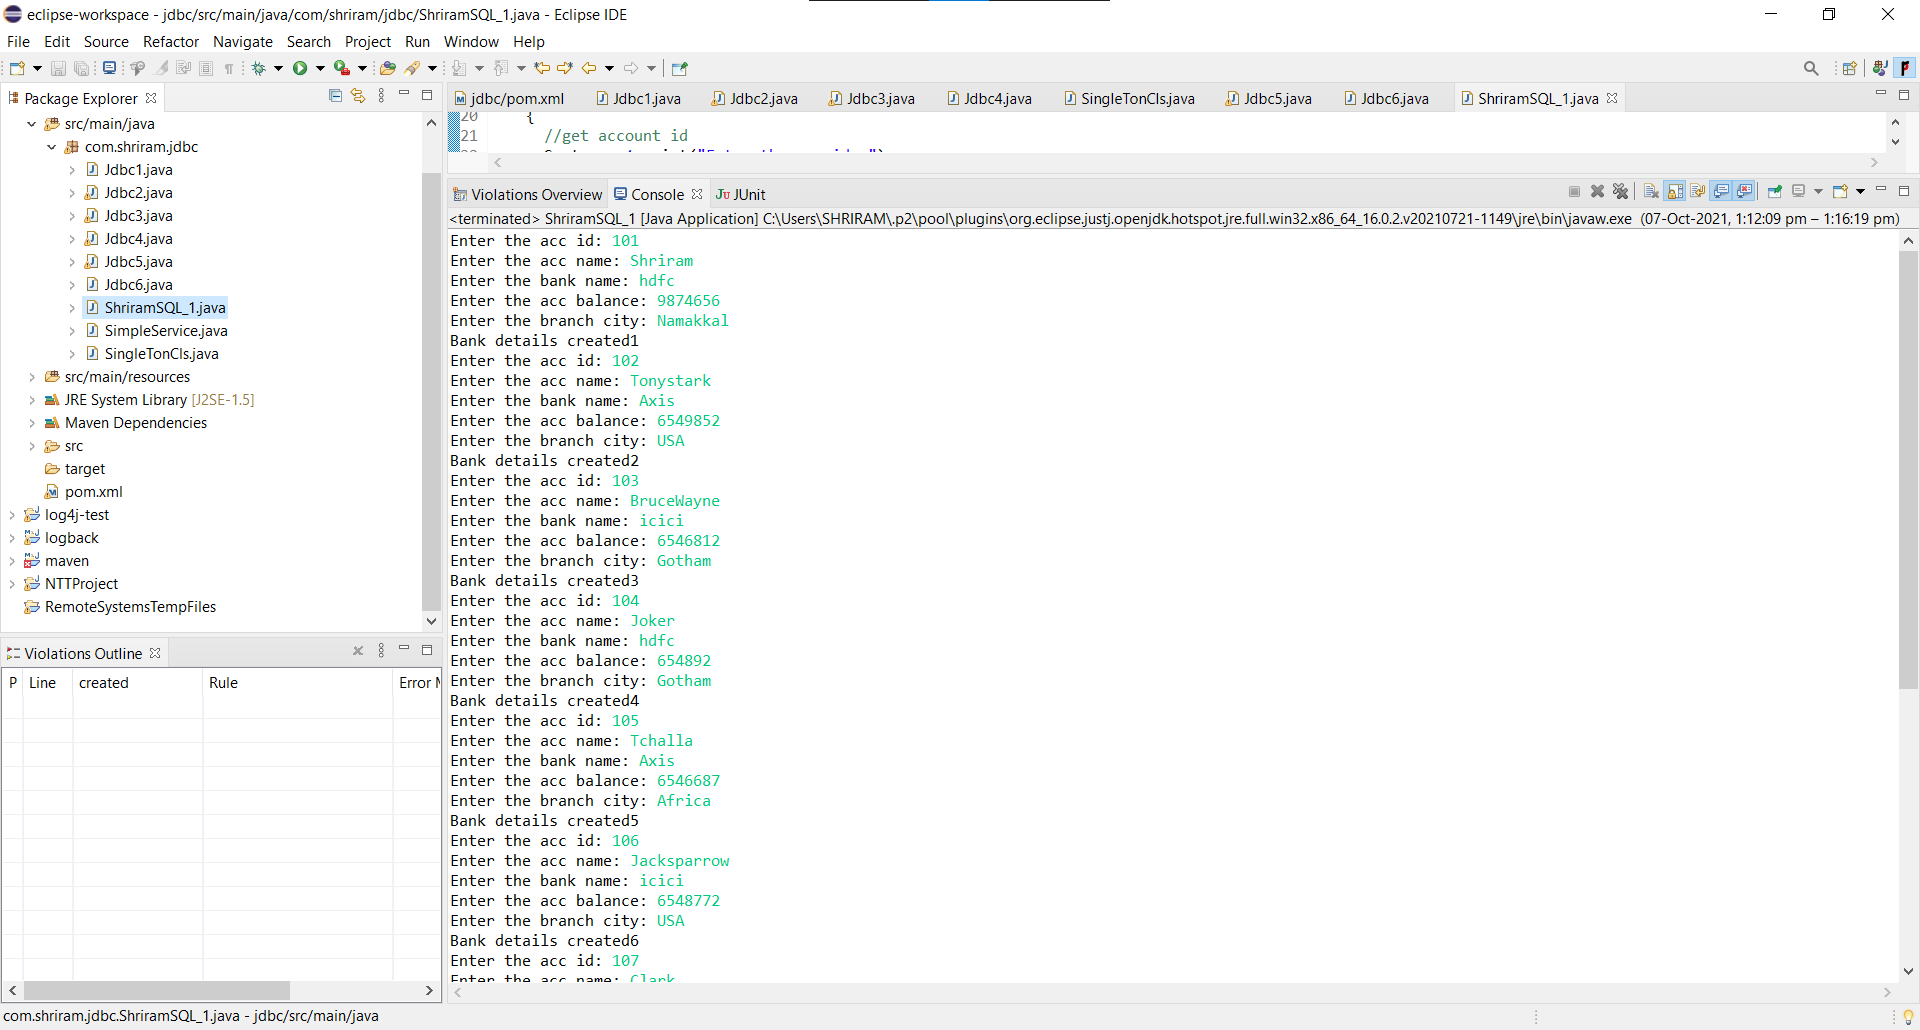 eclipse-workspace - jdbc/src/main/java/com/shriram/jdbc/ShriramSQL_1.java - Eclipse IDE
File Edit Source Refactor Navigate Search Project Run Window Help
Package Explorer
src/main/java
com.shriram.jdbc
Jdbc1.java
Jdbc2.java
Jdbc3.java
Jdbc4.java
Jdbc5.java
Jdbc6.java
ShriramSQL_1.java
SimpleService.java
SingleTonCls.java
src/main/resources
JRE System Library [J2SE-1.5]
Maven Dependencies
src
target
pom.xml
log4j-test
logback
maven
NTTProject
RemoteSystemsTempFiles
Violations Outline
P Line created Rule Error
jdbc/pom.xml Jdbc1.java Jdbc2.java Jdbc3.java Jdbc4.java SingleTonCls.java Jdbc5.java Jdbc6.java ShriramSQL_1.java
20 {
21 //get account id
Violations Overview Console JUnit
<terminated> ShriramSQL_1 [Java Application] C:\Users\SHRIRAM\.p2\pool\plugins\org.eclipse.justj.openjdk.hotspot.jre.full.win32.x86_64_16.0.2.v20210721-1149\jre\bin\javaw.exe (07-Oct-2021, 1:12:09 pm – 1:16:19 pm)
Enter the acc id: 101
Enter the acc name: Shriram
Enter the bank name: hdfc
Enter the acc balance: 9874656
Enter the branch city: Namakkal
Bank details created1
Enter the acc id: 102
Enter the acc name: Tonystark
Enter the bank name: Axis
Enter the acc balance: 6549852
Enter the branch city: USA
Bank details created2
Enter the acc id: 103
Enter the acc name: BruceWayne
Enter the bank name: icici
Enter the acc balance: 6546812
Enter the branch city: Gotham
Bank details created3
Enter the acc id: 104
Enter the acc name: Joker
Enter the bank name: hdfc
Enter the acc balance: 654892
Enter the branch city: Gotham
Bank details created4
Enter the acc id: 105
Enter the acc name: Tchalla
Enter the bank name: Axis
Enter the acc balance: 6546687
Enter the branch city: Africa
Bank details created5
Enter the acc id: 106
Enter the acc name: Jacksparrow
Enter the bank name: icici
Enter the acc balance: 6548772
Enter the branch city: USA
Bank details created6
Enter the acc id: 107
Enter the acc name: Clark
com.shriram.jdbc.ShriramSQL_1.java - jdbc/src/main/java